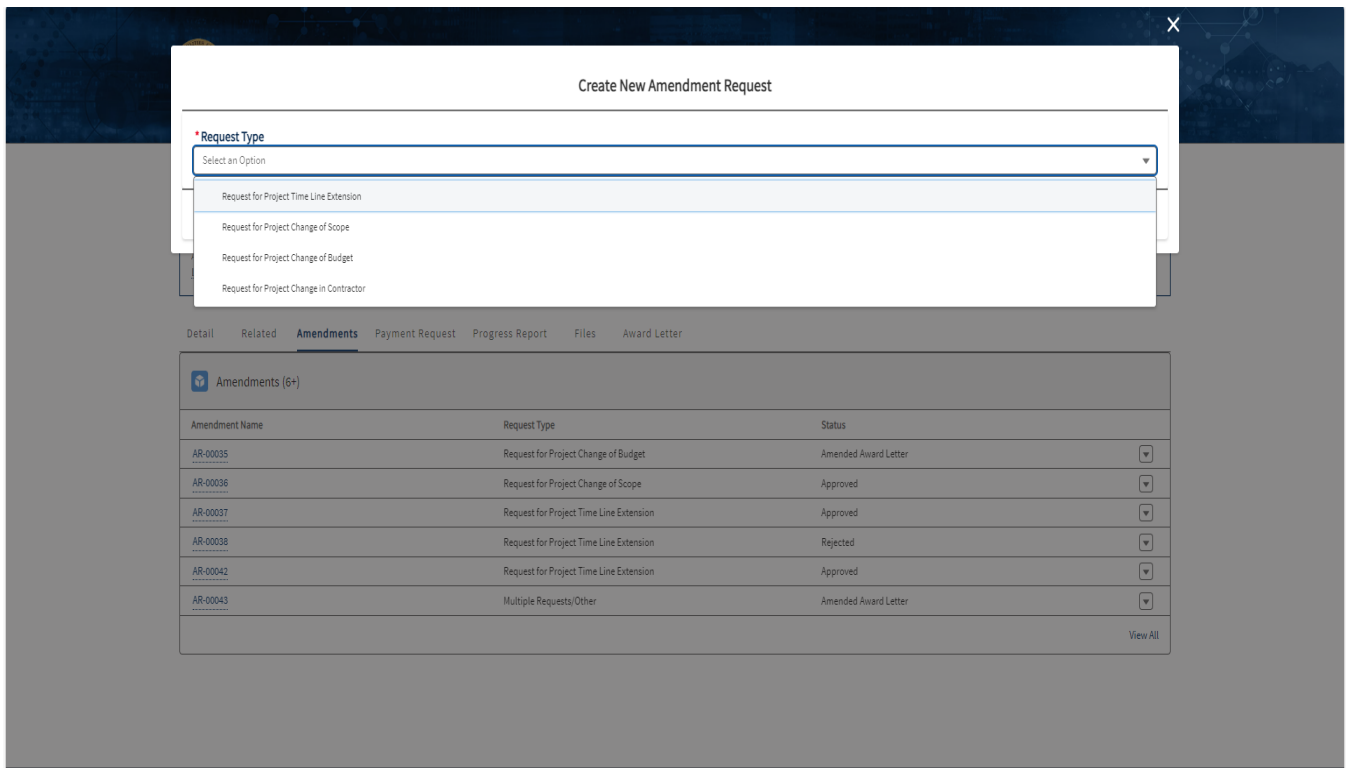 X
Create New Amendment Request
*Request Type
Select an Option
Request for Project Time Line Extension
Request for Project Change of Scope
Request for Project Change of Budget
Request for Project Change in Contractor
Detail Related Amendments Payment Request Progress Report Files Award Letter
Amendments (6+)
Amendment Name Request Type Status
AR-00035 Request for Project Change of Budget Amended Award Letter
AR-00036 Request for Project Change of Scope Approved
AR-00037 Request for Project Time Line Extension Approved
AR-00038 Request for Project Time Line Extension Rejected
AR-00042 Request for Project Time Line Extension Approved
AR-00043 Multiple Requests/Other Amended Award Letter
View All